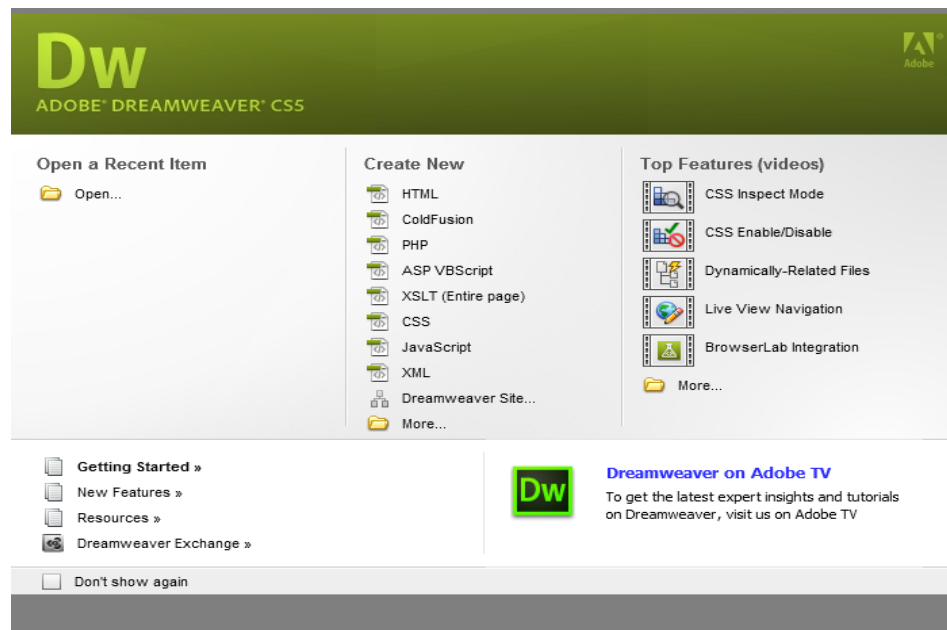 Dw
ADOBE® DREAMWEAVER® CS5
Adobe®
Open a Recent Item
Open...
Create New
HTML
ColdFusion
PHP
ASP VBScript
XSLT (Entire page)
CSS
JavaScript
XML
Dreamweaver Site...
More...
Top Features (videos)
CSS Inspect Mode
CSS Enable/Disable
Dynamically-Related Files
Live View Navigation
BrowserLab Integration
More...
Getting Started »
New Features »
Resources »
Dreamweaver Exchange »
Dw
Dreamweaver on Adobe TV
To get the latest expert insights and tutorials
on Dreamweaver, visit us on Adobe TV
Don't show again